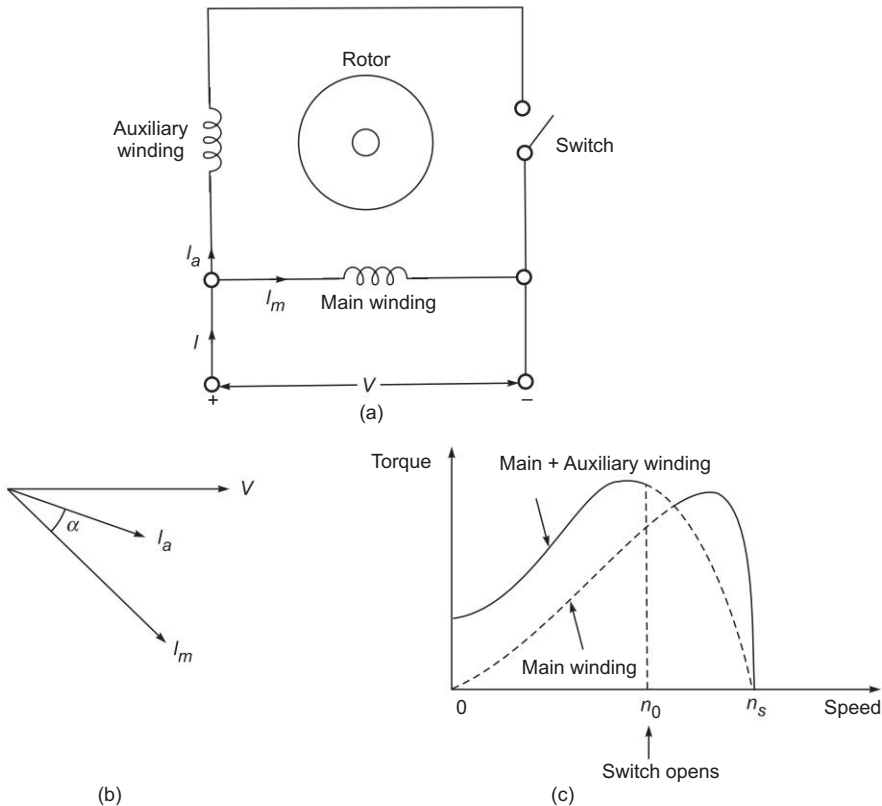 Rotor
Auxiliary
winding
Switch
I_a
I_m
Main winding
I
V
+
–
(a)
V
α
I_a
I_m
(b)
Torque
Main + Auxiliary winding
Main winding
0
n_0
n_s
Speed
Switch opens
(c)